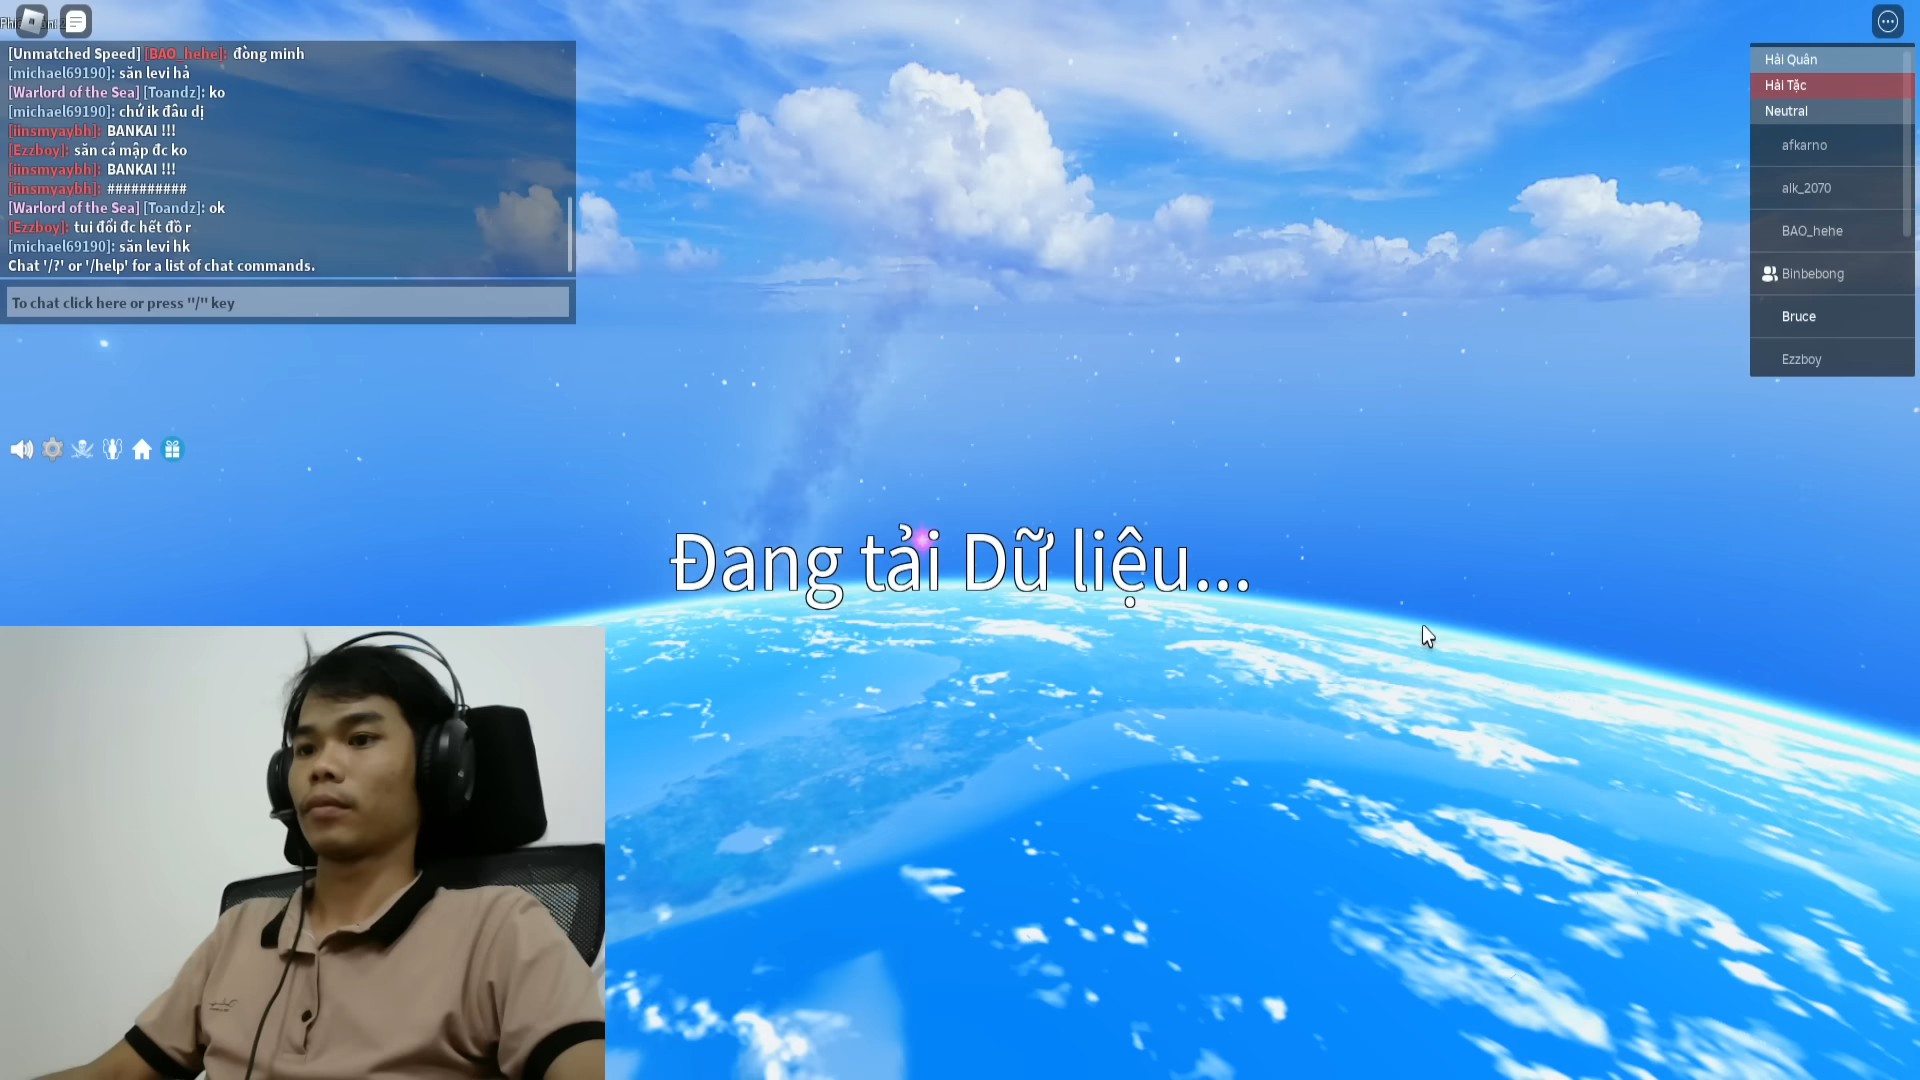 [Unmatched Speed] [BAO_hehe]: đồng minh
[michael69190]: săn levi hả
[Warlord of the Sea] [Toandz]: ko
[michael69190]: chứ ik đâu dị
[iinsmyaybh]: BANKAI !!!
[Ezzboy]: săn cá mập đc ko
[iinsmyaybh]: BANKAI !!!
[iinsmyaybh]: ##########
[Warlord of the Sea] [Toandz]: ok
[Ezzboy]: tui đổi đc hết đồ r
[michael69190]: săn levi hk
Chat '/?' or '/help' for a list of chat commands.
To chat click here or press "/" key
Hải Quân
Hải Tặc
Neutral
afkarno
alk_2070
BAO_hehe
Binbebong
Bruce
Ezzboy
Đang tải Dữ liệu...